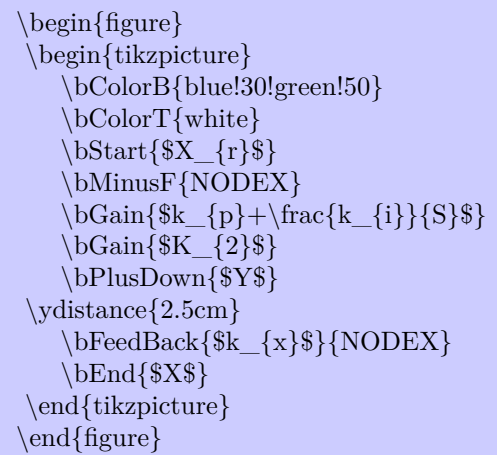 \begin{figure}
\begin{tikzpicture}
\bColorB{blue!30!green!50}
\bColorT{white}
\bStart{$X_{r}$}
\bMinusF{NODEX}
\bGain{$k_{p}+\frac{k_{i}}{S}$}
\bGain{$K_{2}$}
\bPlusDown{$Y$}
\ydistance{2.5cm}
\bFeedBack{$k_{x}$}{NODEX}
\bEnd{$X$}
\end{tikzpicture}
\end{figure}